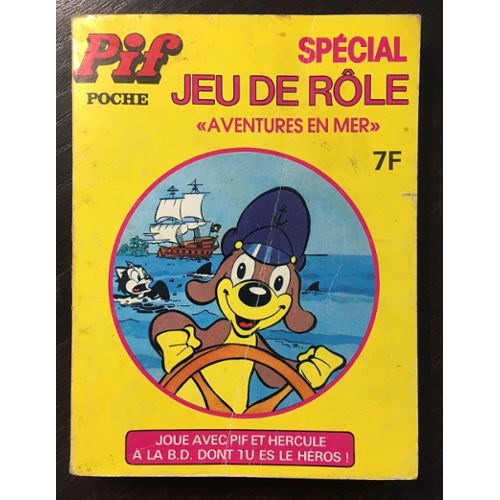 Pif
POCHE
SPÉCIAL
JEU DE RÔLE
«AVENTURES EN MER»
7F
JOUE AVEC PIF ET HERCULE
A LA B.D. DONT TU ES LE HÉROS !